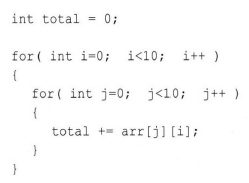 int total = 0;
for( int i=0; i<10; i++ )
{
for( int j=0; j<10; j++ )
{
total += arr[j][i];
}
}